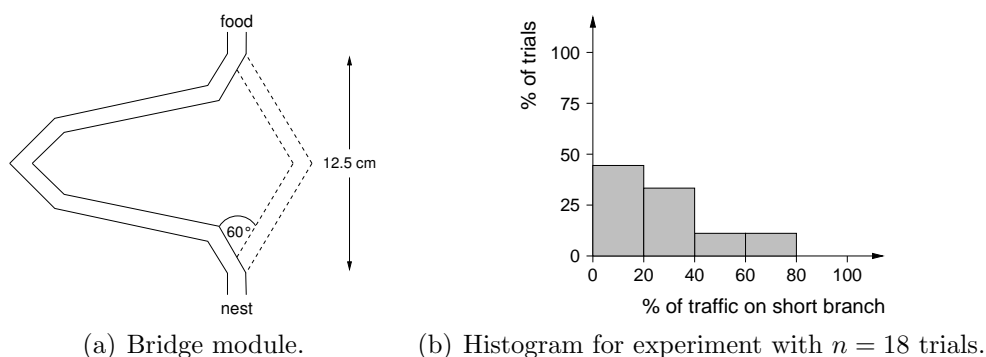 food
12.5 cm
60°
nest
(a) Bridge module.
% of trials
100
75
50
25
0
0 20 40 60 80 100
% of traffic on short branch
(b) Histogram for experiment with n = 18 trials.